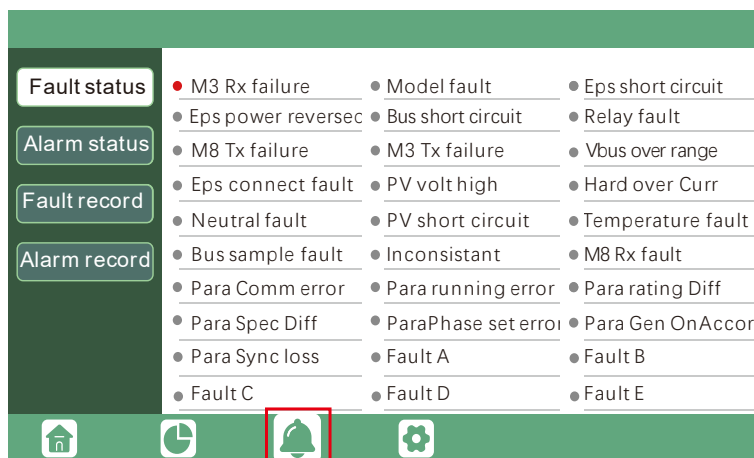 Fault status
Alarm status
Fault record
Alarm record
M3 Rx failure Model fault Eps short circuit
Eps power reversec Bus short circuit Relay fault
M8 Tx failure M3 Tx failure Vbus over range
Eps connect fault PV volt high Hard over Curr
Neutral fault PV short circuit Temperature fault
Bus sample fault Inconsistant M8 Rx fault
Para Comm error Para running error Para rating Diff
Para Spec Diff ParaPhase set error Para Gen OnAccor
Para Sync loss Fault A Fault B
Fault C Fault D Fault E